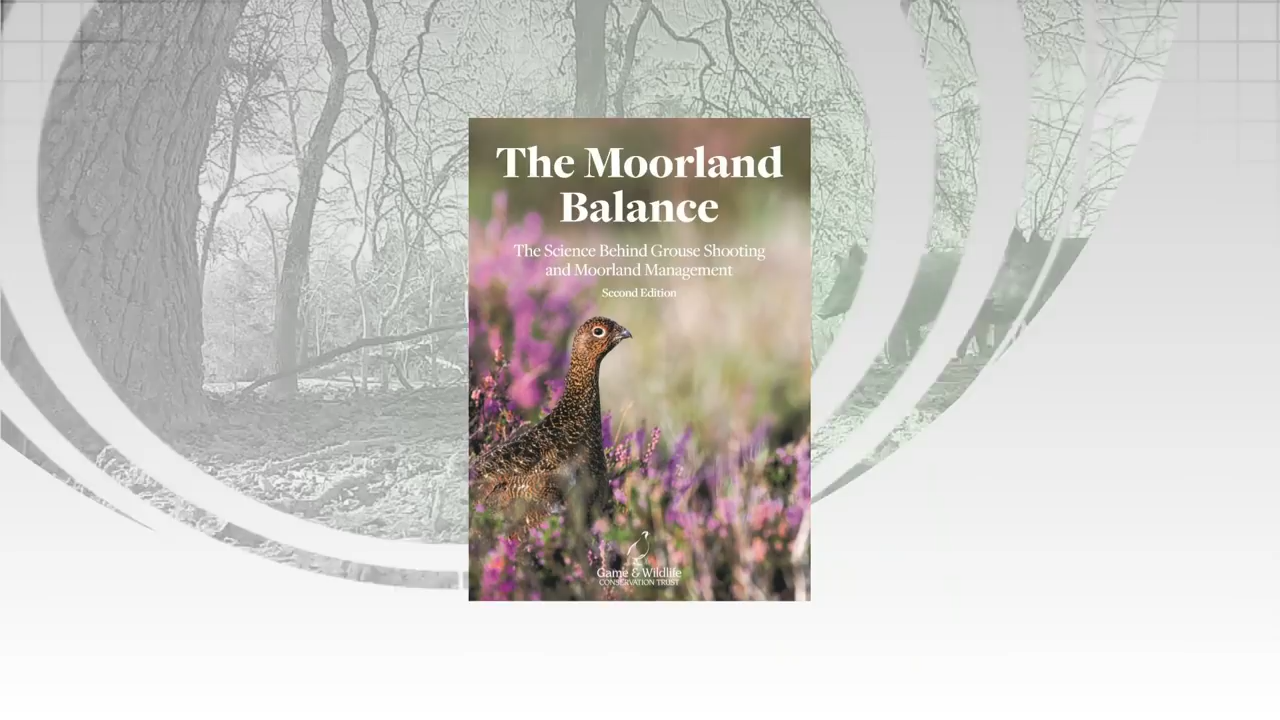 The Moorland
Balance
The Science Behind Grouse Shooting
and Moorland Management
Second Edition
Game & Wildlife
CONSERVATION TRUST